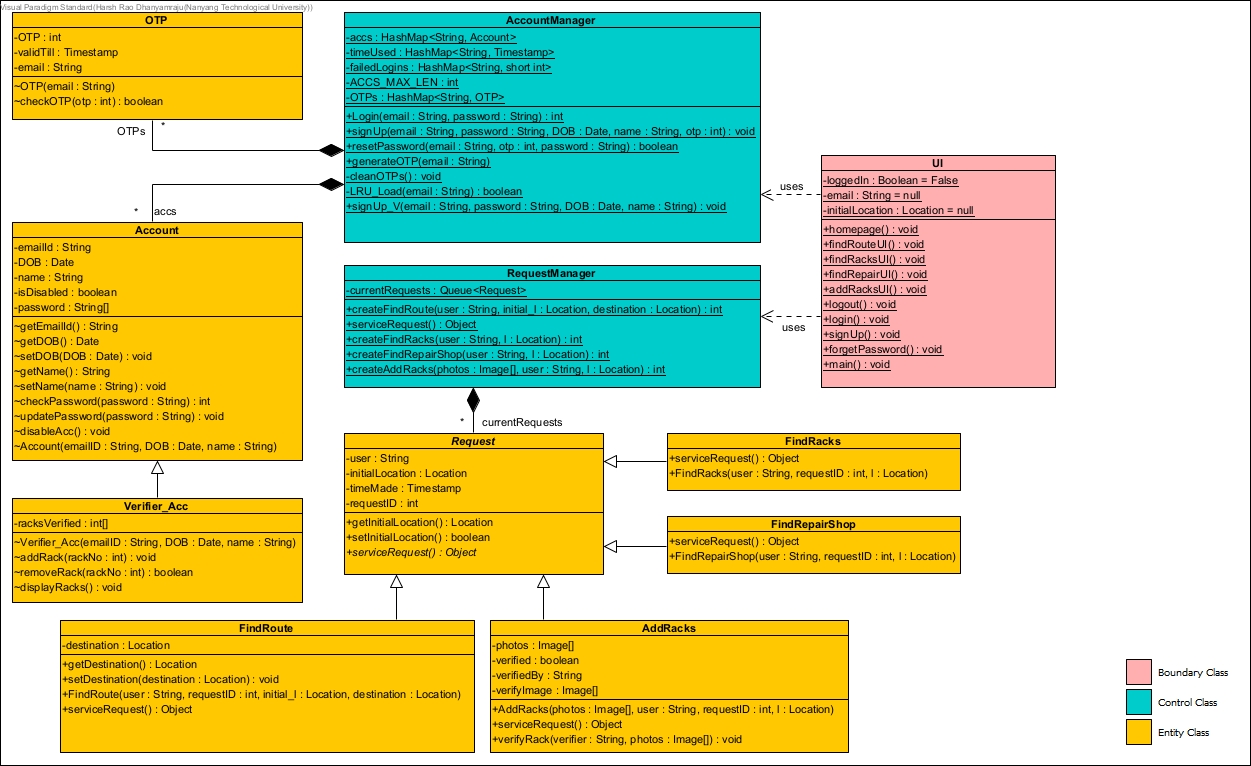 Visual Paradigm Standard(Harsh Rao Dhanyamraju(Nanyang Technological University))
OTP
-OTP : int
-validTill : Timestamp
-email : String
~OTP(email : String)
~checkOTP(otp : int) : boolean
OTPs
*
AccountManager
-accs : HashMap<String, Account>
-timeUsed : HashMap<String, Timestamp>
-failedLogins : HashMap<String, short int>
-ACCS_MAX_LEN : int
-OTPs : HashMap<String, OTP>
+Login(email : String, password : String) : int
+signUp(email : String, password : String, DOB : Date, name : String, otp : int) : void
+resetPassword(email : String, otp : int, password : String) : boolean
+generateOTP(email : String)
-cleanOTPs() : void
-LRU_Load(email : String) : boolean
+signUp_V(email : String, password : String, DOB : Date, name : String) : void
uses
UI
-loggedIn : Boolean = False
-email : String = null
-initialLocation : Location = null
+homepage() : void
+findRouteUI() : void
+findRacksUI() : void
+findRepairUI() : void
+addRacksUI() : void
+logout() : void
+login() : void
+signUp() : void
+forgetPassword() : void
+main() : void
* accs
Account
-emailId : String
-DOB : Date
-name : String
-isDisabled : boolean
-password : String[]
~getEmailId() : String
~getDOB() : Date
~setDOB(DOB : Date) : void
~getName() : String
~setName(name : String) : void
~checkPassword(password : String) : int
~updatePassword(password : String) : void
~disableAcc() : void
~Account(emailID : String, DOB : Date, name : String)
RequestManager
-currentRequests : Queue<Request>
+createFindRoute(user : String, initial_l : Location, destination : Location) : int
+serviceRequest() : Object
+createFindRacks(user : String, l : Location) : int
+createFindRepairShop(user : String, l : Location) : int
+createAddRacks(photos : Image[], user : String, l : Location) : int
uses
* currentRequests
Request
-user : String
-initialLocation : Location
-timeMade : Timestamp
-requestID : int
+getInitialLocation() : Location
+setInitialLocation() : boolean
+serviceRequest() : Object
FindRacks
+serviceRequest() : Object
+FindRacks(user : String, requestID : int, l : Location)
FindRepairShop
+serviceRequest() : Object
+FindRepairShop(user : String, requestID : int, l : Location)
Verifier_Acc
-racksVerified : int[]
~Verifier_Acc(emailID : String, DOB : Date, name : String)
~addRack(rackNo : int) : void
~removeRack(rackNo : int) : boolean
~displayRacks() : void
FindRoute
-destination : Location
+getDestination() : Location
+setDestination(destination : Location) : void
+FindRoute(user : String, requestID : int, initial_l : Location, destination : Location)
+serviceRequest() : Object
AddRacks
-photos : Image[]
-verified : boolean
-verifiedBy : String
-verifyImage : Image[]
+AddRacks(photos : Image[], user : String, requestID : int, l : Location)
+serviceRequest() : Object
+verifyRack(verifier : String, photos : Image[]) : void
Boundary Class
Control Class
Entity Class